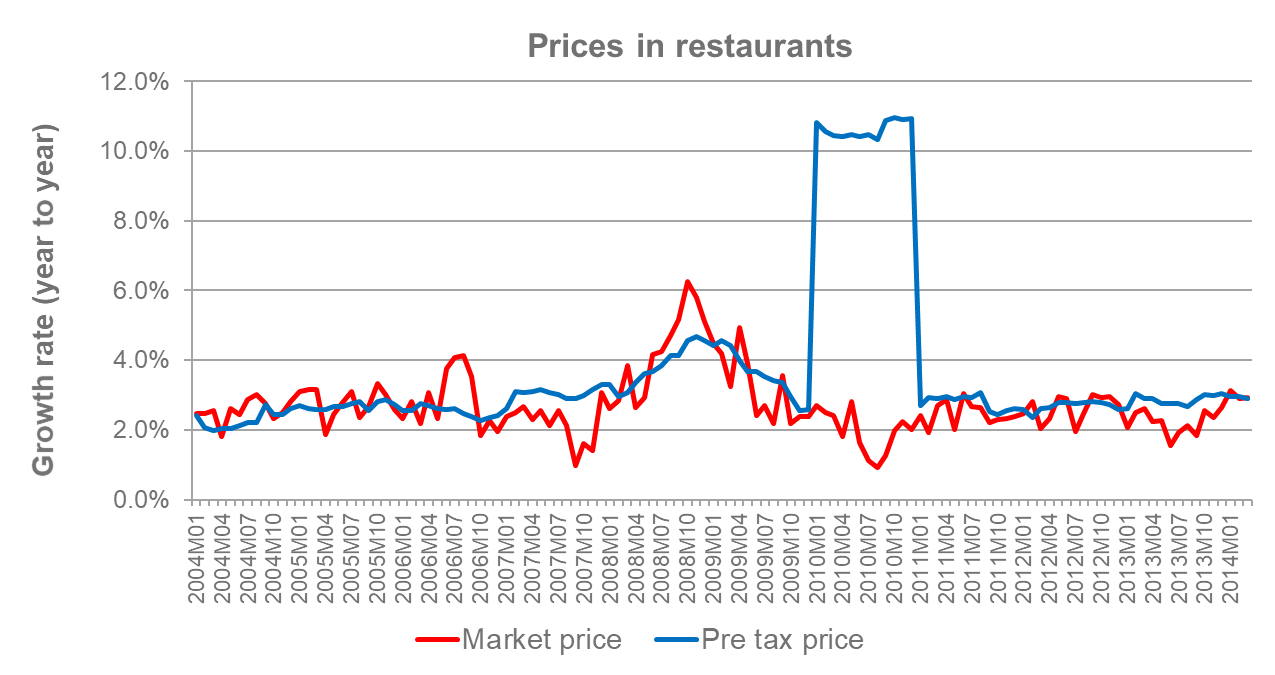 Prices in restaurants
Growth rate (year to year)
12.0%
10.0%
8.0%
6.0%
4.0%
2.0%
0.0%
2004M01
2004M04
2004M07
2004M10
2005M01
2005M04
2005M07
2005M10
2006M01
2006M04
2006M07
2006M10
2007M01
2007M04
2007M07
2007M10
2008M01
2008M04
2008M07
2008M10
2009M01
2009M04
2009M07
2009M10
2010M01
2010M04
2010M07
2010M10
2011M01
2011M04
2011M07
2011M10
2012M01
2012M04
2012M07
2012M10
2013M01
2013M04
2013M07
2013M10
2014M01
Market price
Pre tax price